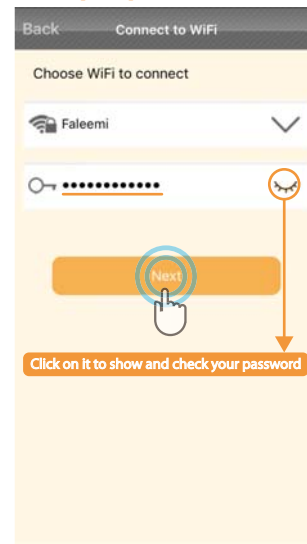 Back Connect to WiFi
Choose WiFi to connect
Faleemi
••••••••••••
Next
Click on it to show and check your password